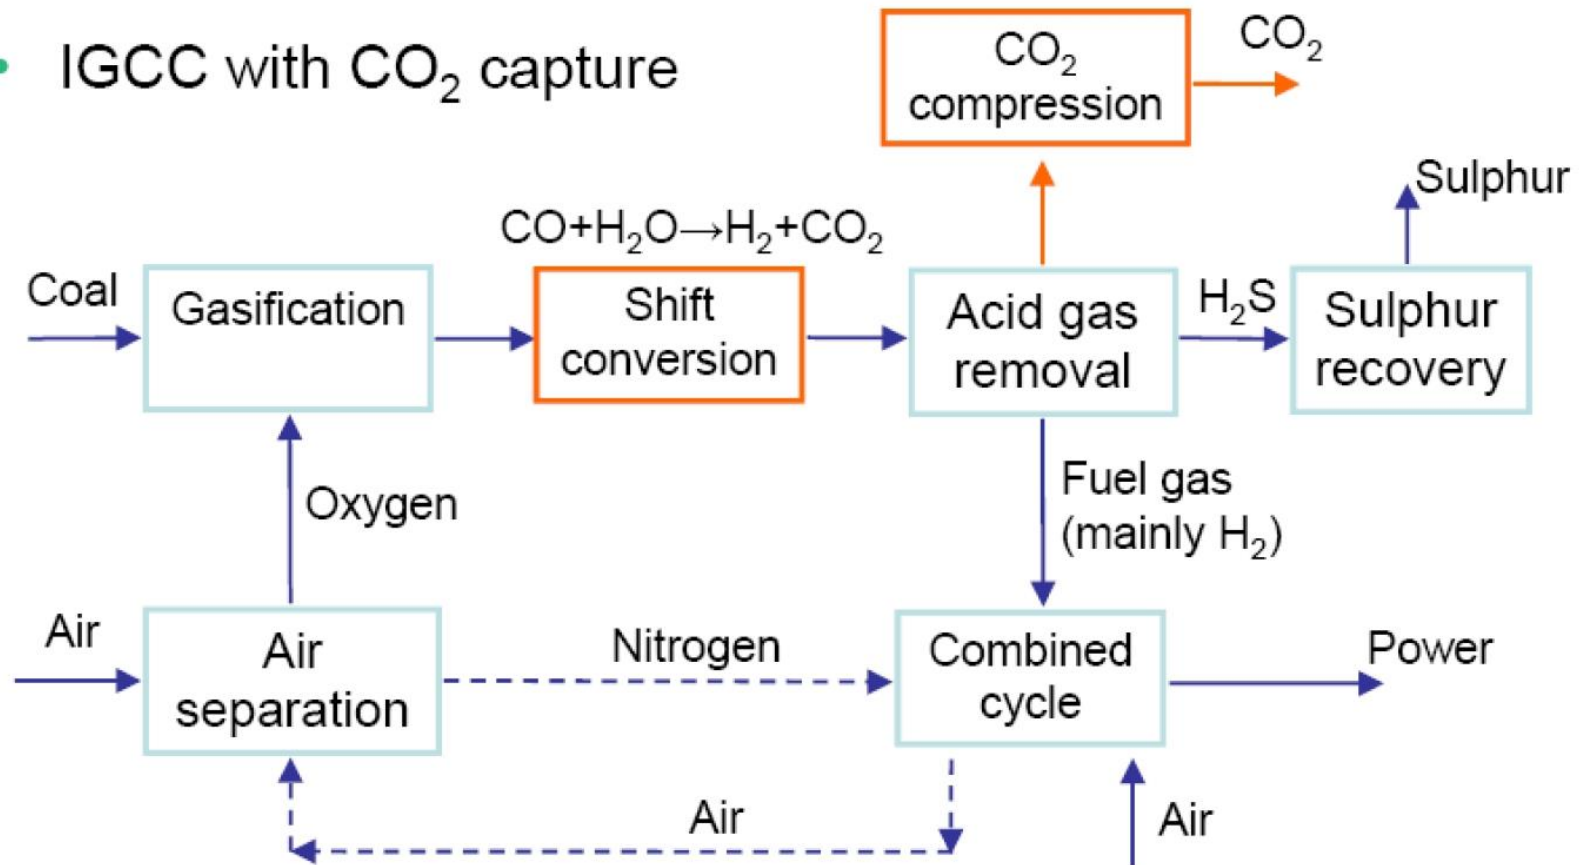 • IGCC with CO₂ capture
CO₂
compression
CO₂
Sulphur
CO+H₂O→H₂+CO₂
Coal
Gasification
Shift
conversion
Acid gas
removal
H₂S
Sulphur
recovery
Oxygen
Fuel gas
(mainly H₂)
Air
Air
separation
Nitrogen
Combined
cycle
Power
Air
Air